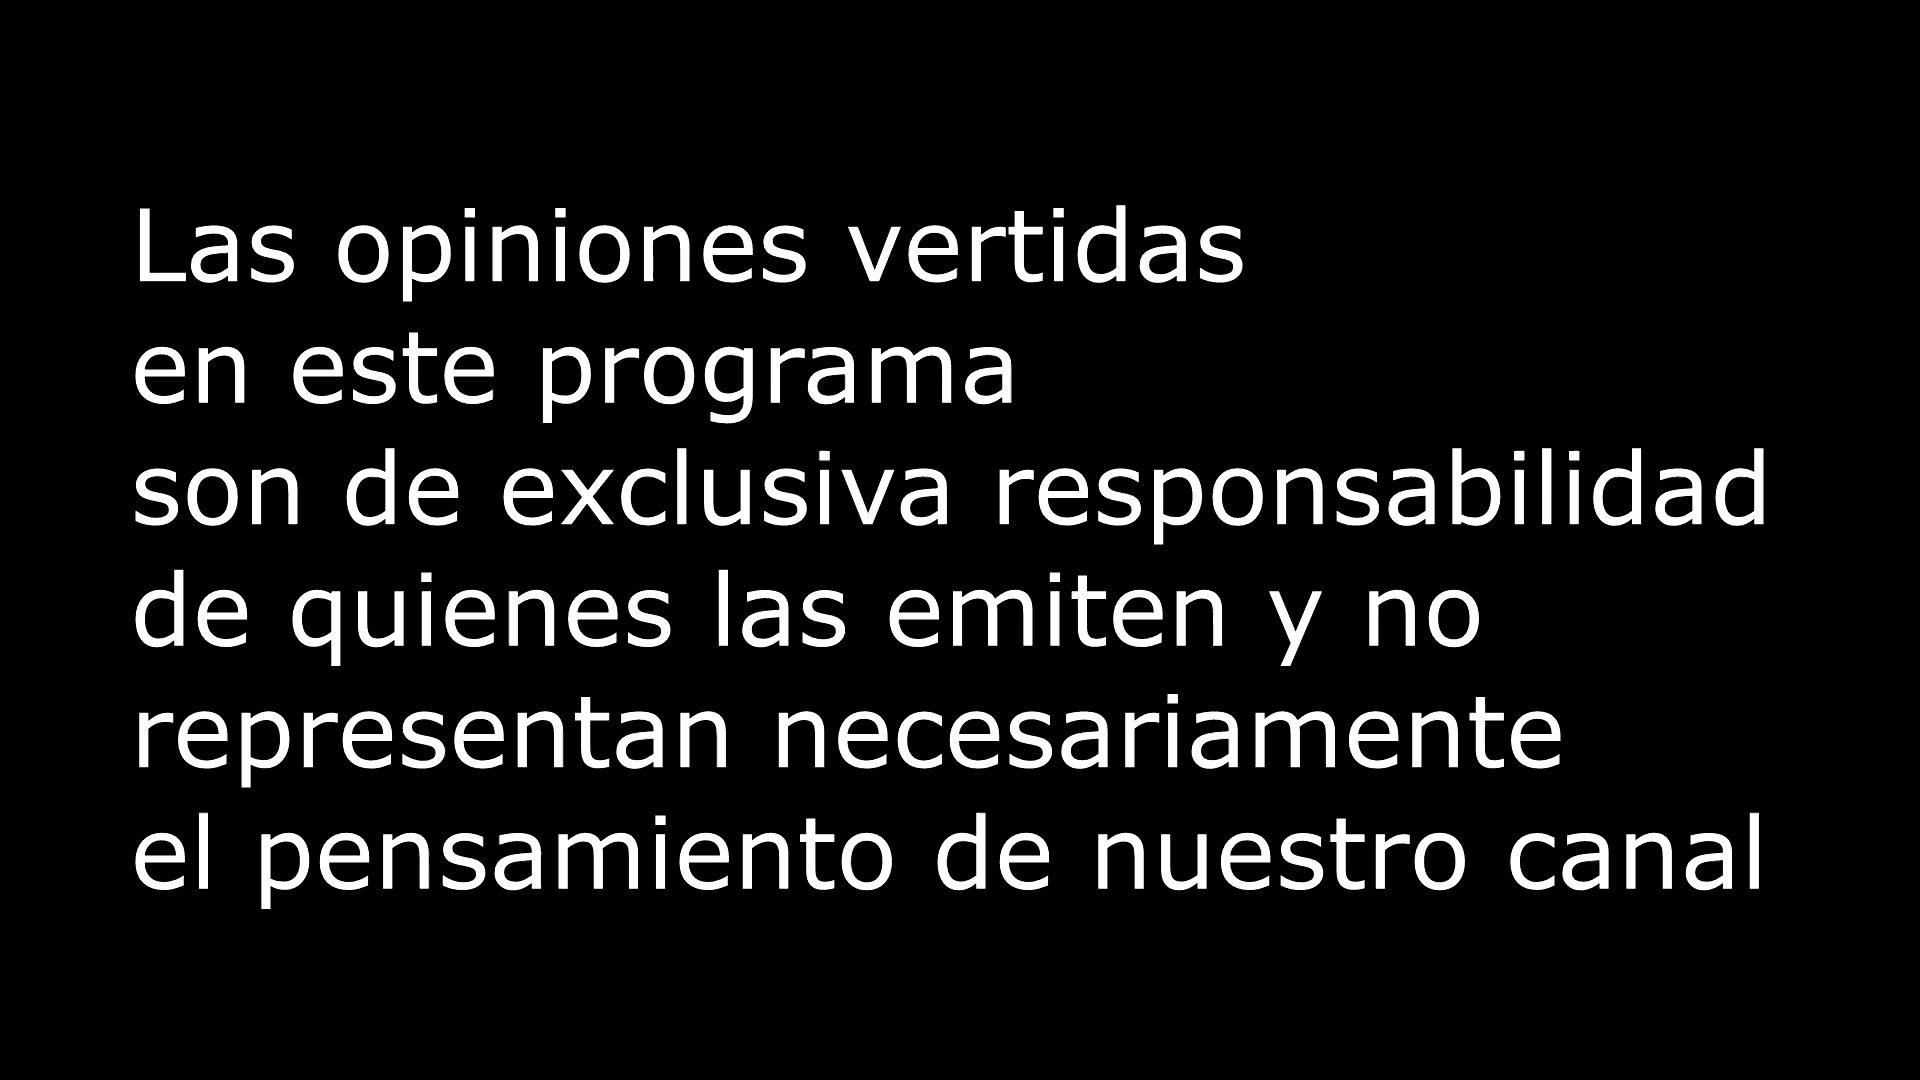 Las opiniones vertidas
en este programa
son de exclusiva responsabilidad
de quienes las emiten y no
representan necesariamente
el pensamiento de nuestro canal